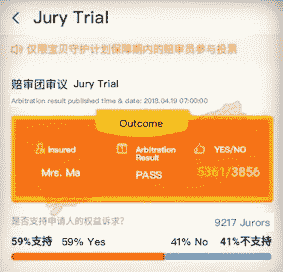 Jury Trial
仅限宝贝守护计划保障期内的赔审员参与投票
赔审团审议 Jury Trial
Arbitration result published time & date: 2019.04.19 07:00:00
Outcome
Insured
Arbitration Result
YES/NO
Mrs. Ma
PASS
5361/3856
是否支持申请人的权益诉求?
9217 Jurors
59%支持 59% Yes
41% No 41%不支持